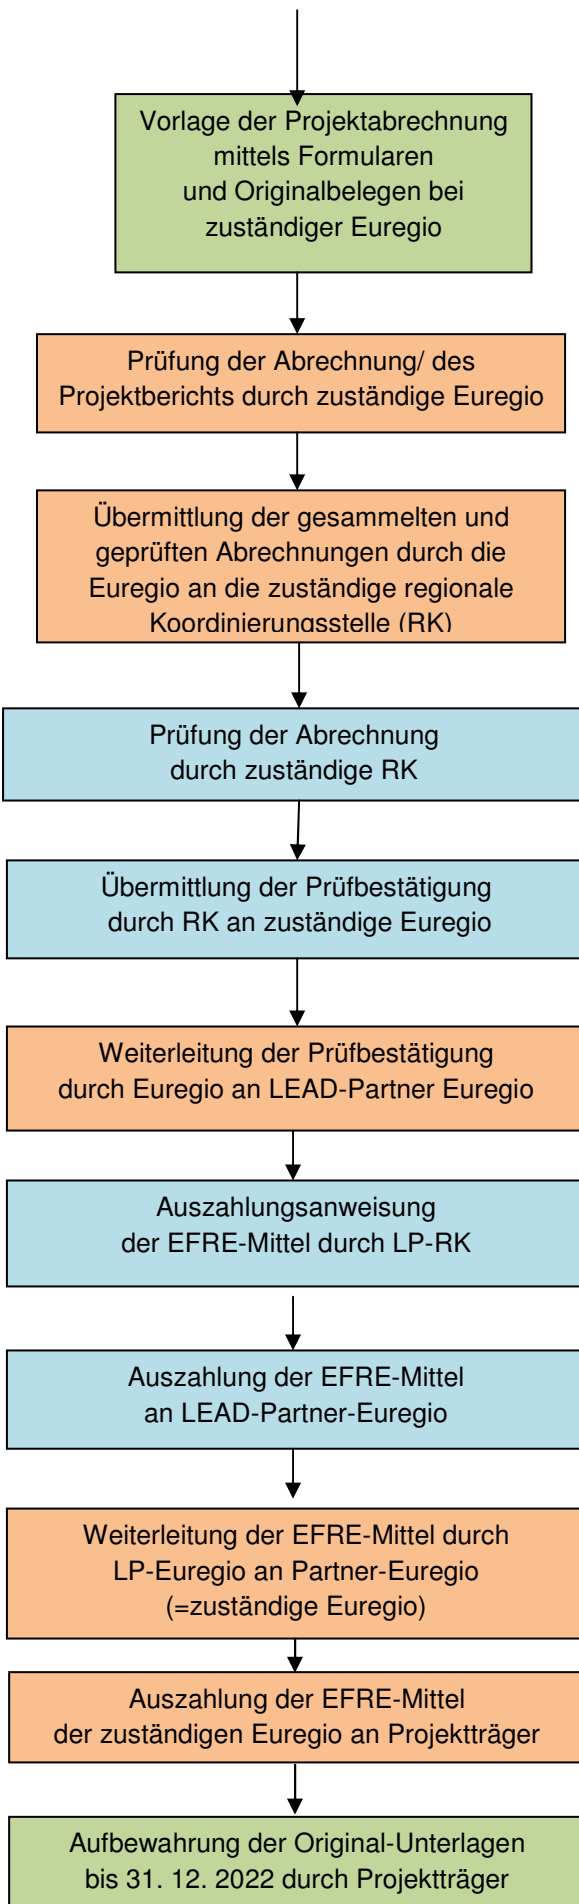 Vorlage der Projektabrechnung
mittels Formularen
und Originalbelegen bei
zuständiger Euregio
Prüfung der Abrechnung/ des
Projektberichts durch zuständige Euregio
Übermittlung der gesammelten und
geprüften Abrechnungen durch die
Euregio an die zuständige regionale
Koordinierungsstelle (RK)
Prüfung der Abrechnung
durch zuständige RK
Übermittlung der Prüfbestätigung
durch RK an zuständige Euregio
Weiterleitung der Prüfbestätigung
durch Euregio an LEAD-Partner Euregio
Auszahlungsanweisung
der EFRE-Mittel durch LP-RK
Auszahlung der EFRE-Mittel
an LEAD-Partner-Euregio
Weiterleitung der EFRE-Mittel durch
LP-Euregio an Partner-Euregio
(=zuständige Euregio)
Auszahlung der EFRE-Mittel
der zuständigen Euregio an Projektträger
Aufbewahrung der Original-Unterlagen
bis 31. 12. 2022 durch Projektträger